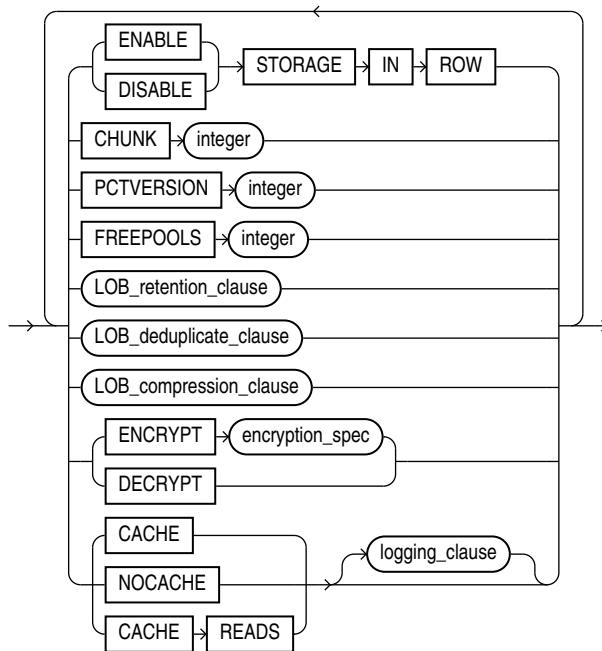 ENABLE
DISABLE
STORAGE IN ROW
CHUNK integer
PCTVERSION integer
FREEPOOLS integer
LOB_retention_clause
LOB_deduplicate_clause
LOB_compression_clause
ENCRYPT encryption_spec
DECRYPT
CACHE
NOCACHE
CACHE READS
logging_clause